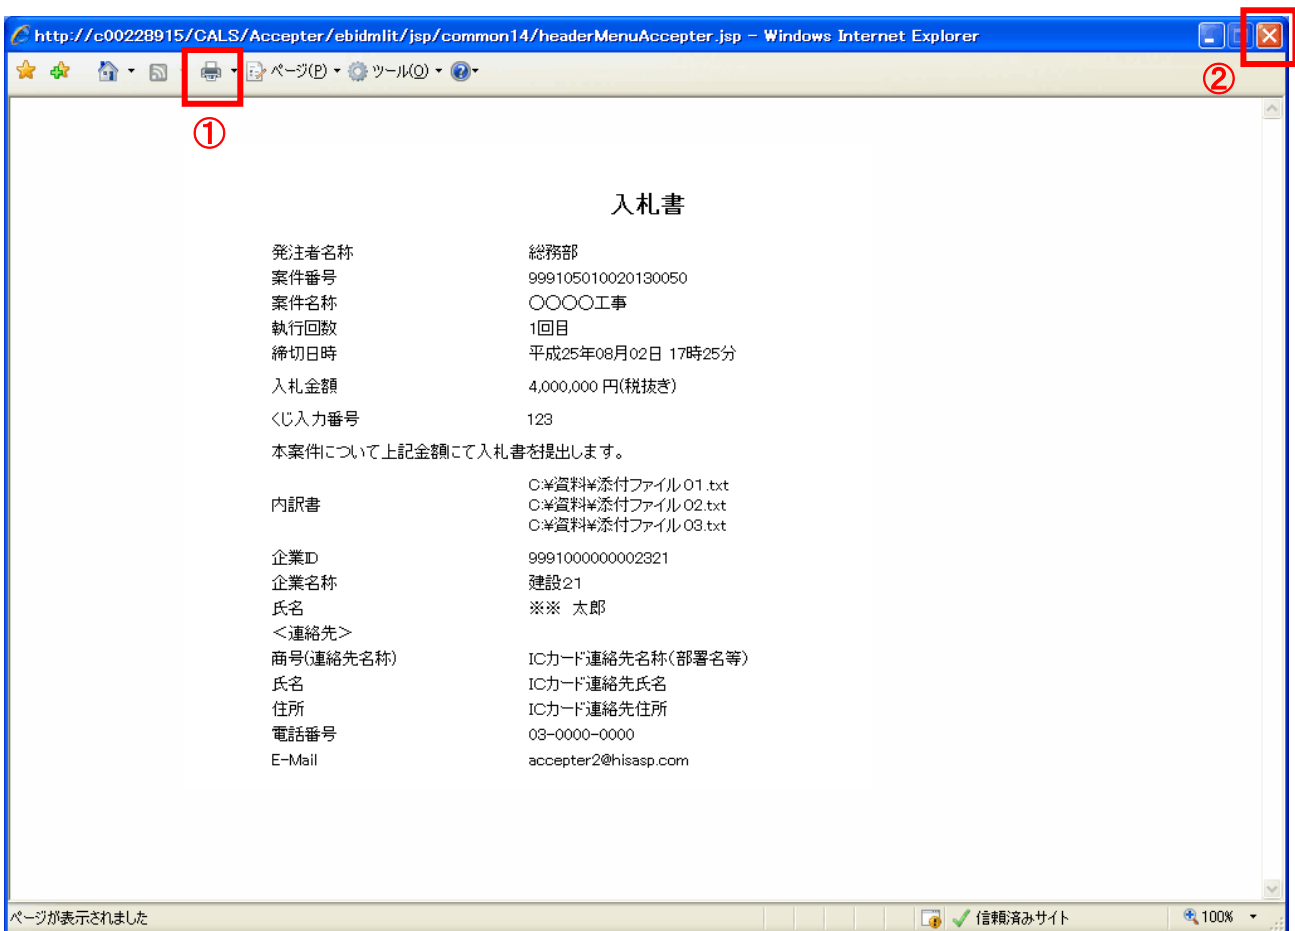 http://c00228915/CALS/Accepter/ebidmlit/jsp/common14/headerMenuAccepter.jsp - Windows Internet Explorer
②
ページ(P) ツール(O)
①
入札書
発注者名称 総務部
案件番号 999105010020130050
案件名称 〇〇〇〇工事
執行回数 1回目
締切日時 平成25年08月02日 17時25分
入札金額 4,000,000 円(税抜き)
くじ入力番号 123
本案件について上記金額にて入札書を提出します。
内訳書 C:¥資料¥添付ファイル01.txt
C:¥資料¥添付ファイル02.txt
C:¥資料¥添付ファイル03.txt
企業ID 9991000000002321
企業名称 建設21
氏名 ※※ 太郎
<連絡先>
商号(連絡先名称) ICカード連絡先名称(部署名等)
氏名 ICカード連絡先氏名
住所 ICカード連絡先住所
電話番号 03-0000-0000
E-Mail accepter2@hisasp.com
ページが表示されました 信頼済みサイト 100%